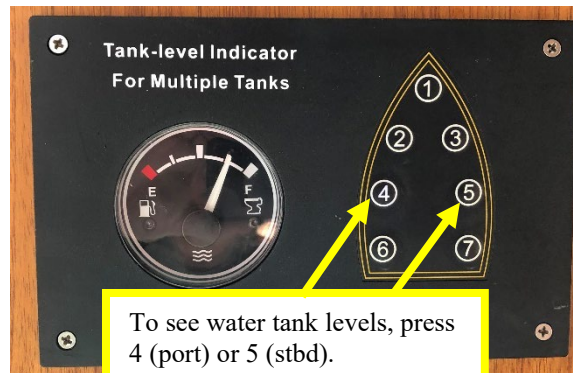 Tank-level Indicator
For Multiple Tanks
1
2 3
E F
4 5
6 7
To see water tank levels, press
4 (port) or 5 (stbd).